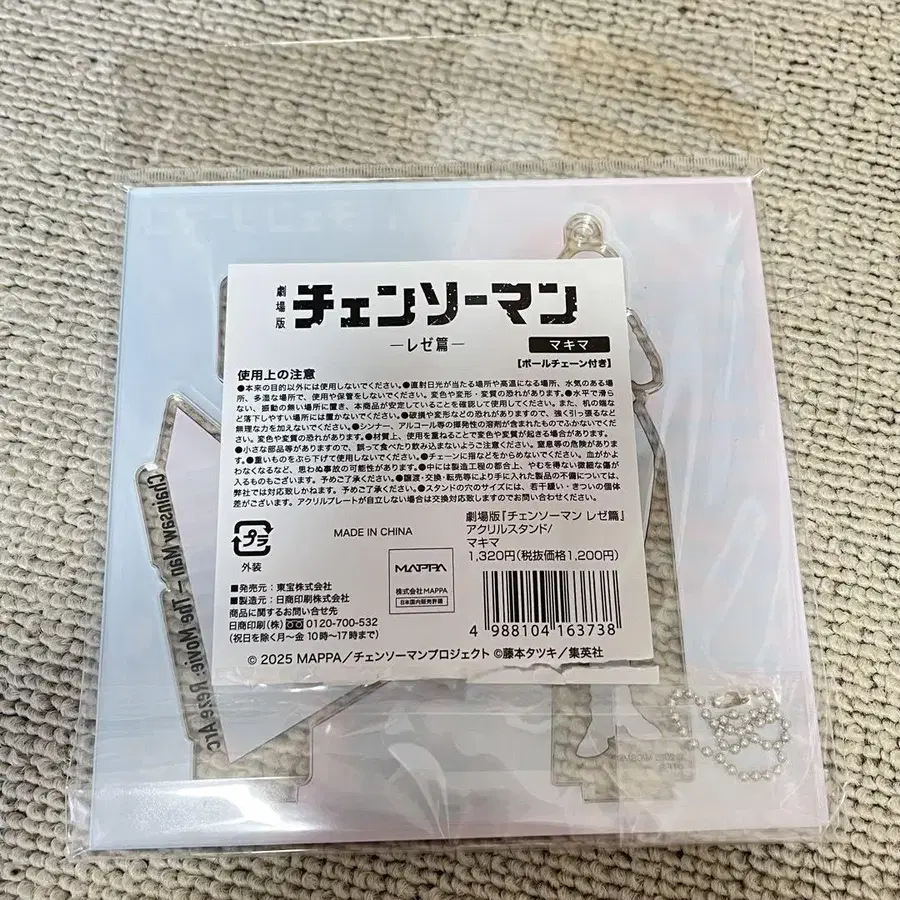 劇場版
チェンソーマン
―レゼ篇―
マキマ
【ボールチェーン付き】
使用上の注意
●本来の目的以外には使用しないでください。●直射日光が当たる場所や高温になる場所、水気のある場
所、多湿な場所で、使用や保管をしないでください。変色や変形・変質の恐れがあります。●水平で滑ら
ない、振動の無い場所に置き、本商品が安定していることを確認して使用してください。また、机の端な
ど落下しやすい場所には置かないでください。●破損や変形などの恐れがありますので、強く引っ張るなど
無理な力を加えないでください。●シンナー、アルコール等の揮発性の溶剤が含まれたものでふかないでくださ
い。変色や変質の恐れがあります。●材質上、使用を重ねることで変色や変質が起きる場合があります。
●小さな部品等がありますので、誤って食べたり飲み込まないようご注意ください。窒息等の危険がありま
す。●重いものをぶら下げて使用しないでください。●チェーンに指などをからめないでください。血がかよ
わなくなるなど、思わぬ事故の可能性があります。●中には製造工程の都合上、やむを得ない微細な傷が
入るものもございます。予めご了承ください。●譲渡・交換・転売等により手に入れた製品の不備については、
弊社では対応致しかねます。予めご了承ください。●スタンドの穴のサイズには、若干緩い・きついの個体
差がございます。アクリルプレートが自立しない場合は交換対応致しますのでお問い合わせください。
プラ
外装
MADE IN CHINA
MAPPA
株式会社MAPPA
日本国内販売許諾
劇場版『チェンソーマン レゼ篇』
アクリルスタンド/
マキマ
1,320円(税抜価格1,200円)
4 988104 163738
■発売元：東宝株式会社
■製造元：日商印刷株式会社
商品に関するお問い合せ先
日商印刷(株) 0120-700-532
(祝日を除く月～金 10時～17時まで)
© 2025 MAPPA／チェンソーマンプロジェクト ©藤本タツキ／集英社
Chainsaw Man – The Movie: Reze Arc